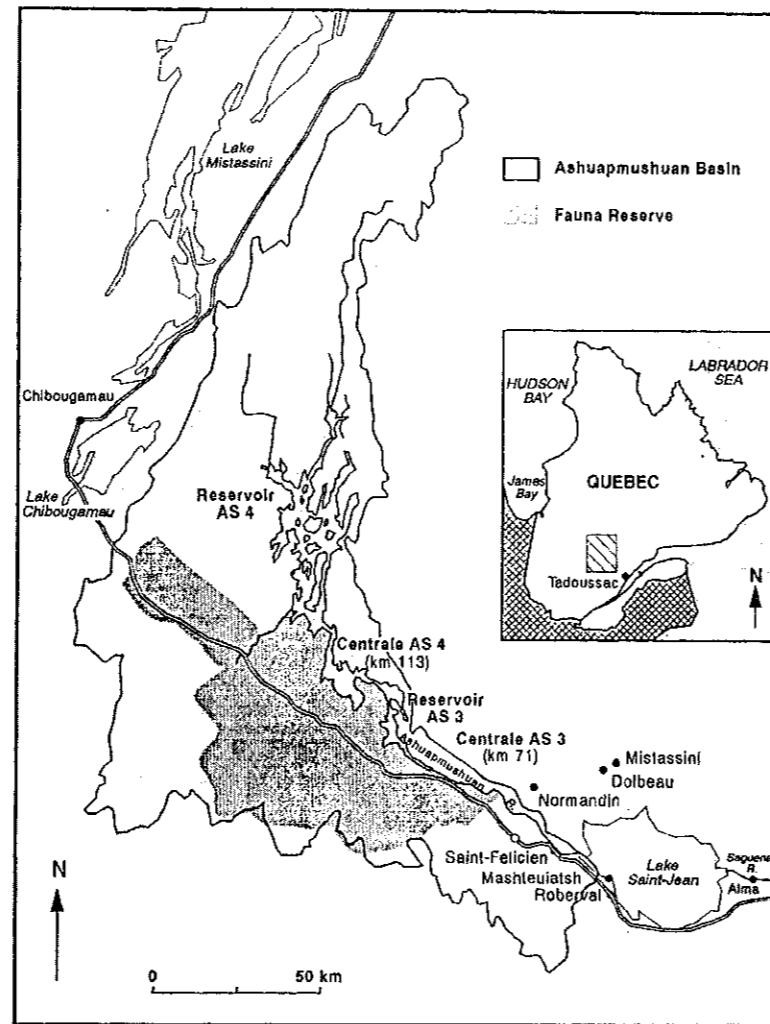 Lake
Mistassini
Ashuapmushuan Basin
Fauna Reserve
Chibougamau
Lake
Chibougamau
Reservoir
AS 4
HUDSON
BAY
LABRADOR
SEA
James
Bay
QUEBEC
Tadoussac
N
Centrale AS 4
(km 113)
Reservoir
AS 3
Centrale AS 3
(km 71)
Ashuapmushuan R.
Mistassini
Dolbeau
Normandin
Saint-Felicien
Mashteuiatsh
Roberval
Lake
Saint-Jean
R.
Alma
N
0 50 km